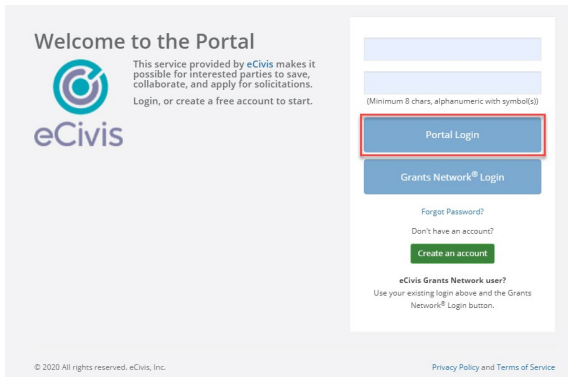 Welcome to the Portal
This service provided by eCivis makes it
possible for interested parties to save,
collaborate, and apply for solicitations.
Login, or create a free account to start.
eCivis
(Minimum 8 chars, alphanumeric with symbol(s))
Portal Login
Grants Network® Login
Forgot Password?
Don't have an account?
Create an account
eCivis Grants Network user?
Use your existing login above and the Grants
Network® Login button.
© 2020 All rights reserved. eCivis, Inc.
Privacy Policy and Terms of Service